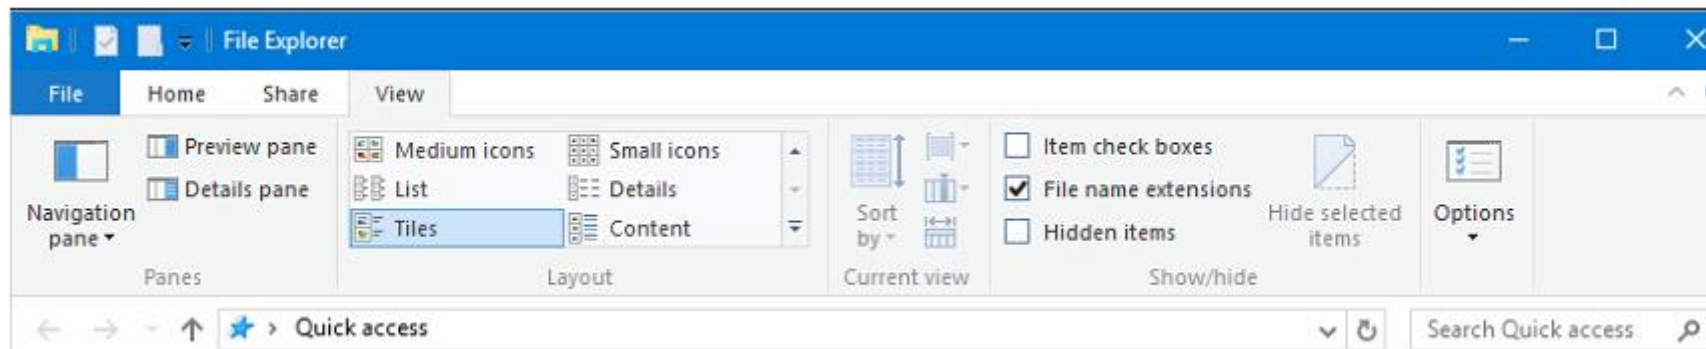 File Explorer
File Home Share View
Navigation pane
Preview pane
Details pane
Panes
Medium icons Small icons
List Details
Tiles Content
Layout
Sort by
Current view
Item check boxes
File name extensions
Hidden items
Hide selected items
Show/hide
Options
Quick access
Search Quick access